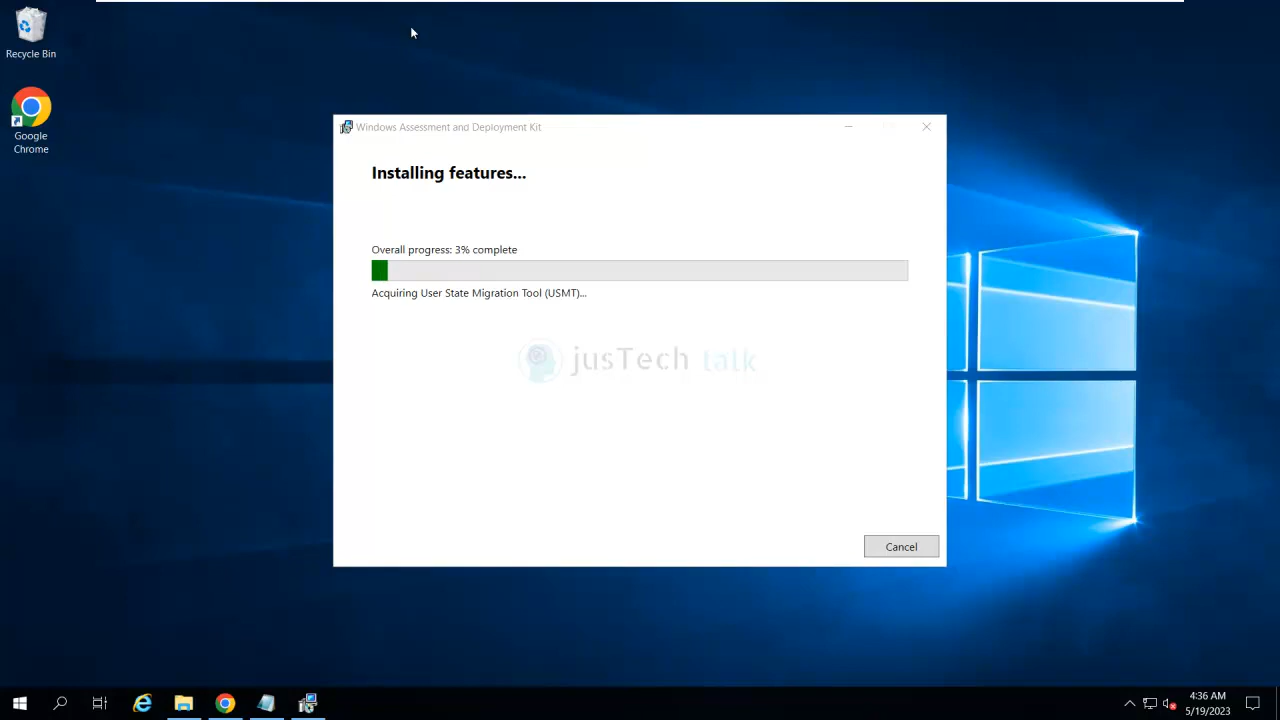 Recycle Bin
Google
Chrome
Windows Assessment and Deployment Kit
Installing features...
Overall progress: 3% complete
Acquiring User State Migration Tool (USMT)...
jusTech talk
Cancel
4:36 AM
5/19/2023